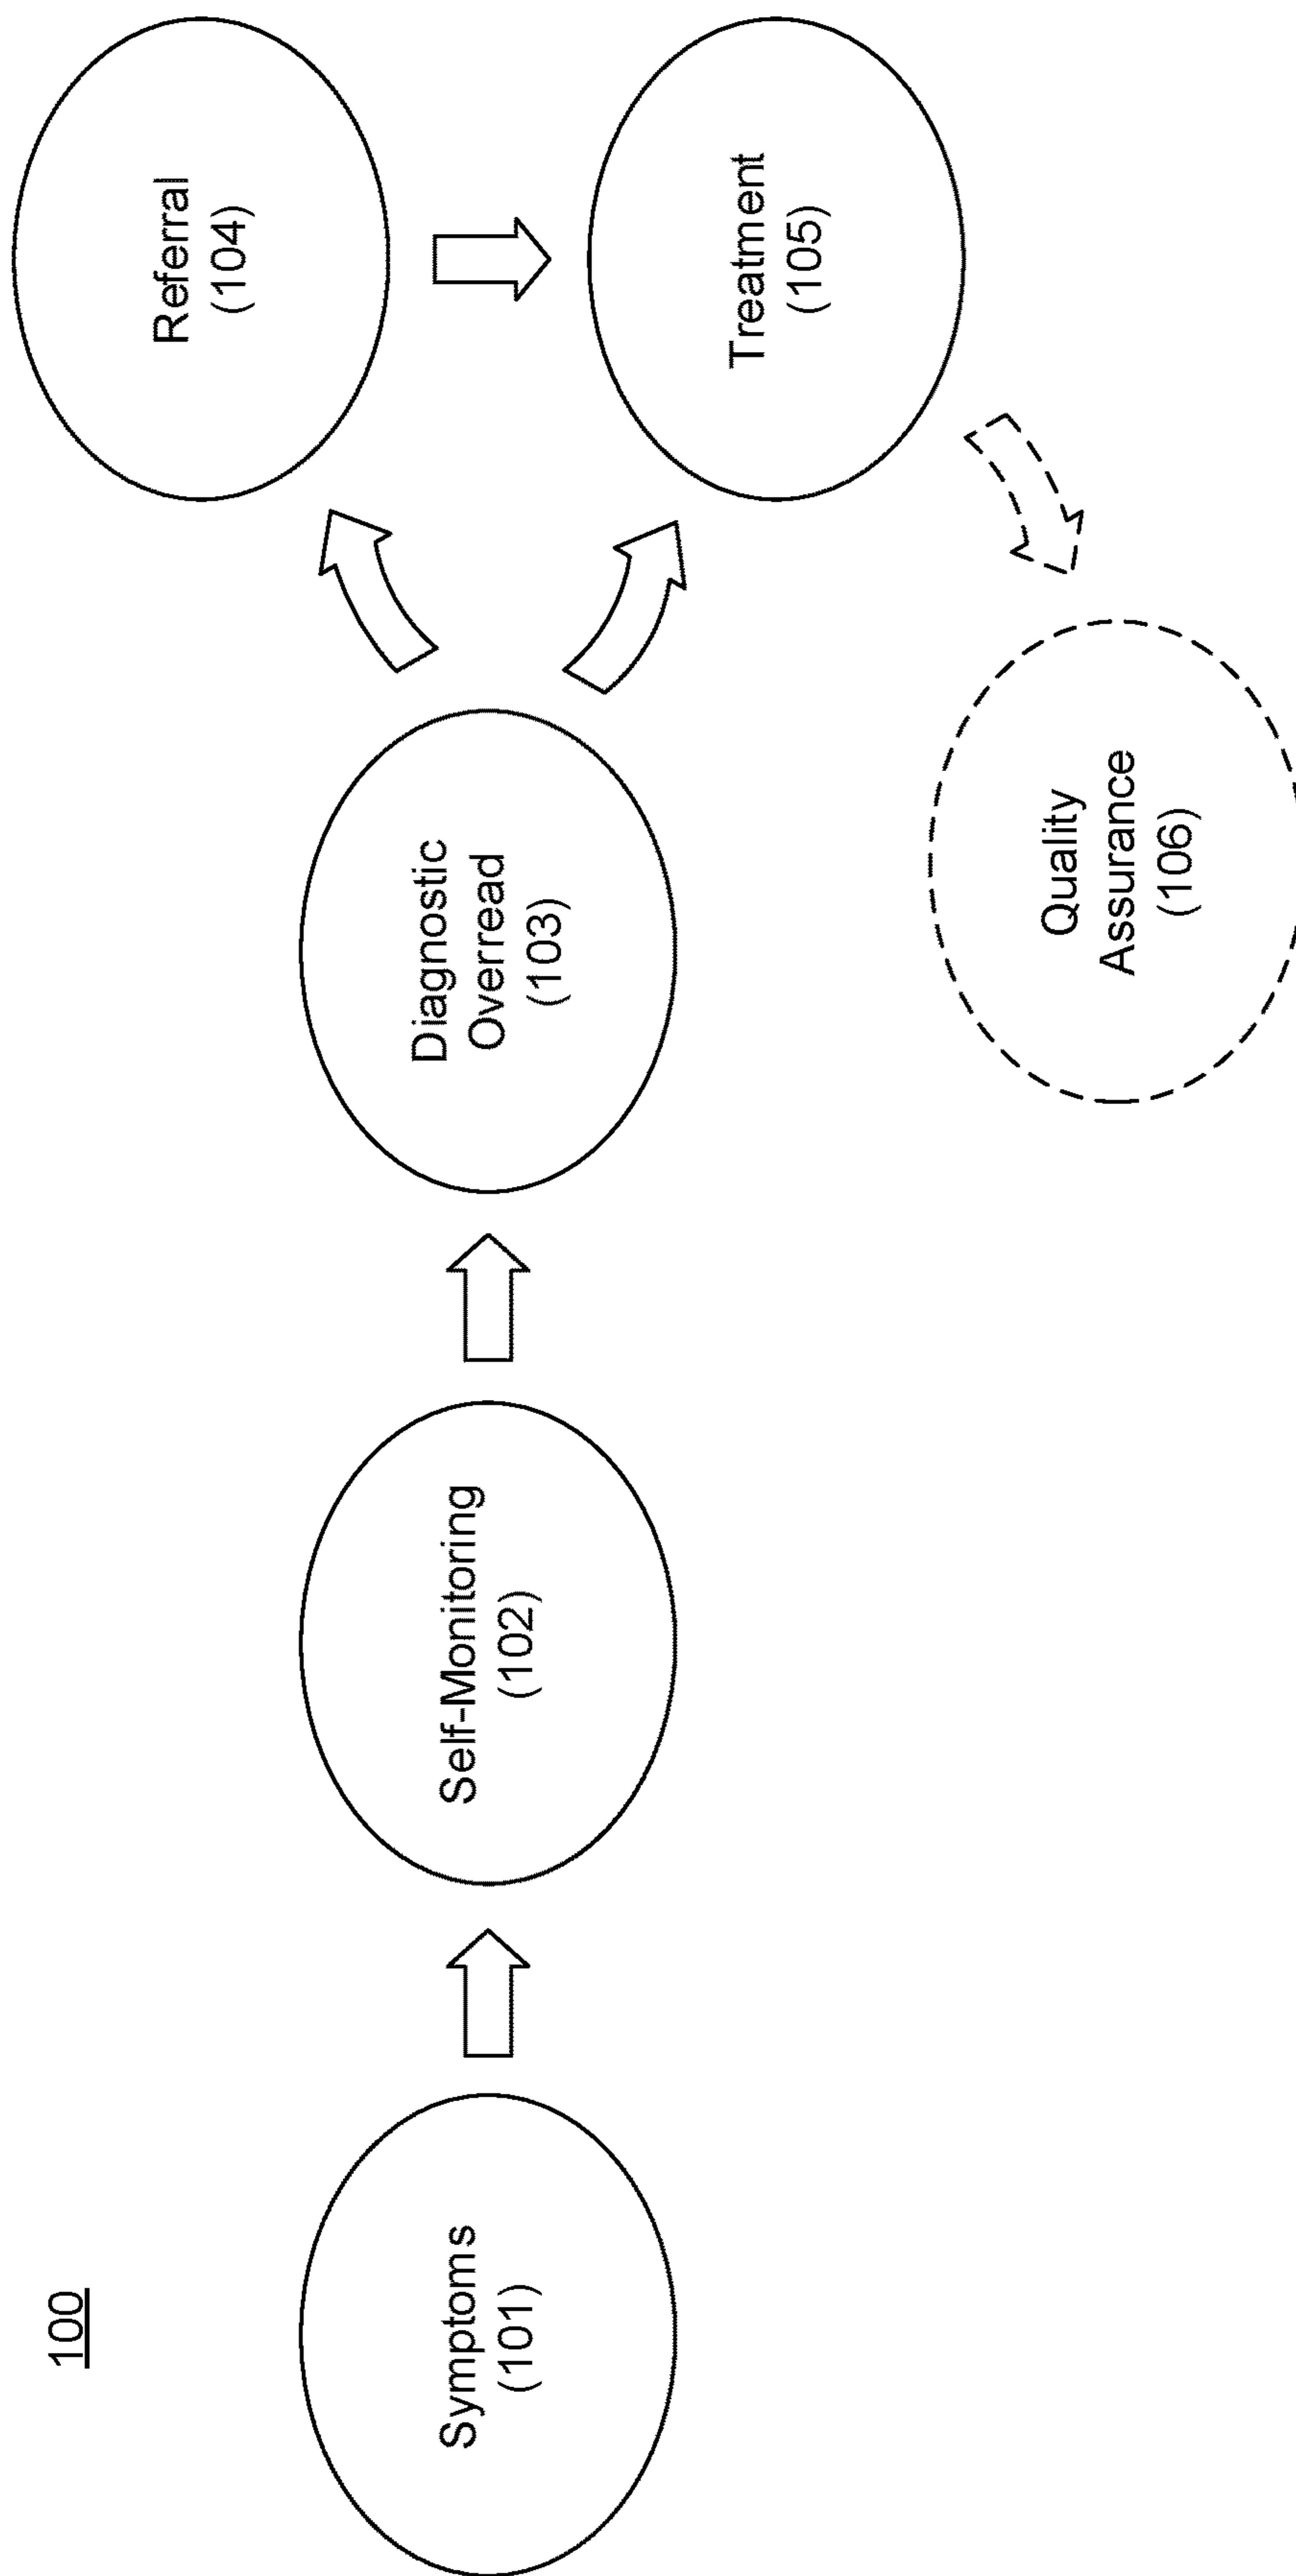 100
Symptoms
(101)
Self-Monitoring
(102)
Diagnostic
Overread
(103)
Referral
(104)
Treatment
(105)
Quality
Assurance
(106)